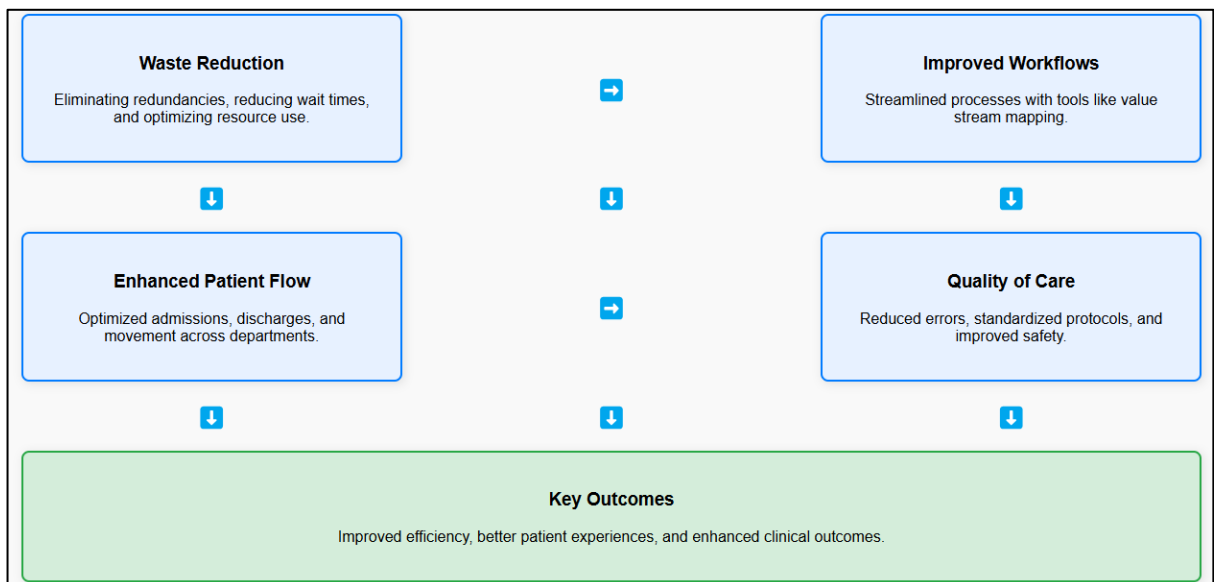 Waste Reduction
Eliminating redundancies, reducing wait times,
and optimizing resource use.
Improved Workflows
Streamlined processes with tools like value
stream mapping.
Enhanced Patient Flow
Optimized admissions, discharges, and
movement across departments.
Quality of Care
Reduced errors, standardized protocols, and
improved safety.
Key Outcomes
Improved efficiency, better patient experiences, and enhanced clinical outcomes.